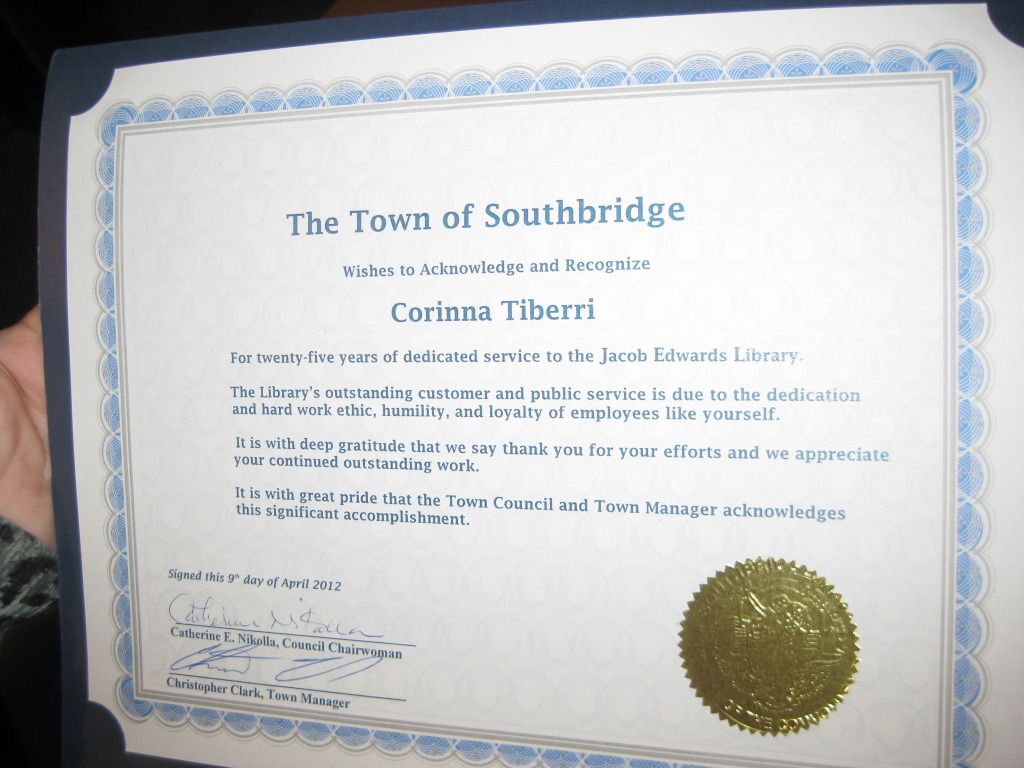 The Town of Southbridge
Wishes to Acknowledge and Recognize
Corinna Tiberri
For twenty-five years of dedicated service to the Jacob Edwards Library.
The Library's outstanding customer and public service is due to the dedication
and hard work ethic, humility, and loyalty of employees like yourself.
It is with deep gratitude that we say thank you for your efforts and we appreciate
your continued outstanding work.
It is with great pride that the Town Council and Town Manager acknowledges
this significant accomplishment.
Signed this 9th day of April 2012
Catherine Nikolla
Catherine E. Nikolla, Council Chairwoman
Christopher Clark, Town Manager